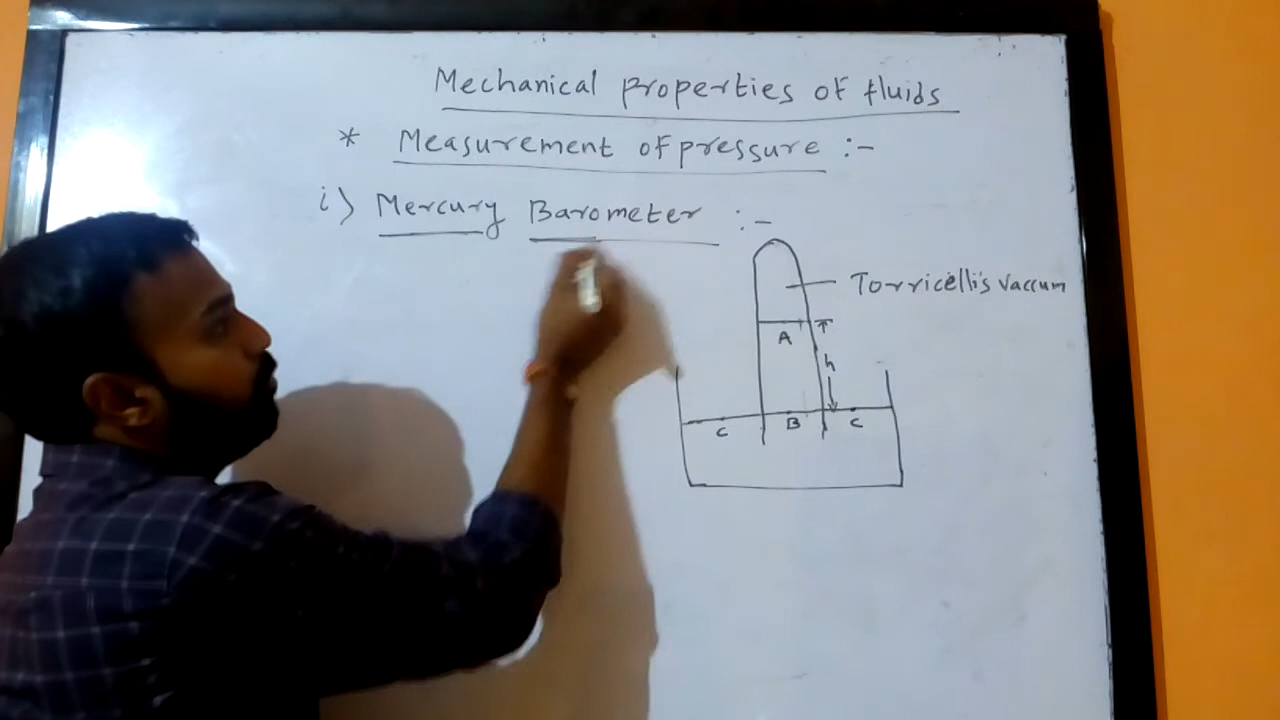 Mechanical properties of fluids
* Measurement of pressure :-
i) Mercury Barometer :-
Torricelli's Vaccum
A
h
C B C